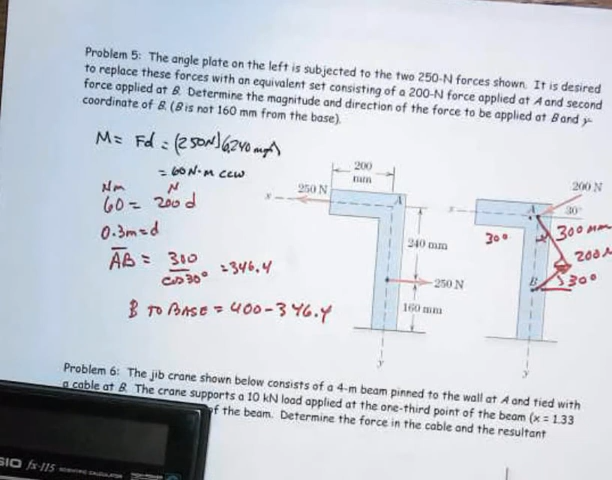 Problem 5: The angle plate on the left is subjected to the two 250-N forces shown. It is desired
to replace these forces with an equivalent set consisting of a 200-N force applied at A and second
force applied at B. Determine the magnitude and direction of the force to be applied at B and y-
coordinate of B. (B is not 160 mm from the base).
M = Fd = (250N)(.240 m)
= 60 N·m CCW
Nm N
60 = 200 d
0.3m = d
AB = 300 / cos 30° = 346.4
B TO BASE = 400 - 346.4
200
mm
250 N
x
A
240 mm
250 N
160 mm
y
200 N
x
A
30°
30°
300 mm
200
B
30°
y
Problem 6: The jib crane shown below consists of a 4-m beam pinned to the wall at A and tied with
a cable at B. The crane supports a 10 kN load applied at the one-third point of the beam (x = 1.33
of the beam. Determine the force in the cable and the resultant
SIO fx-115